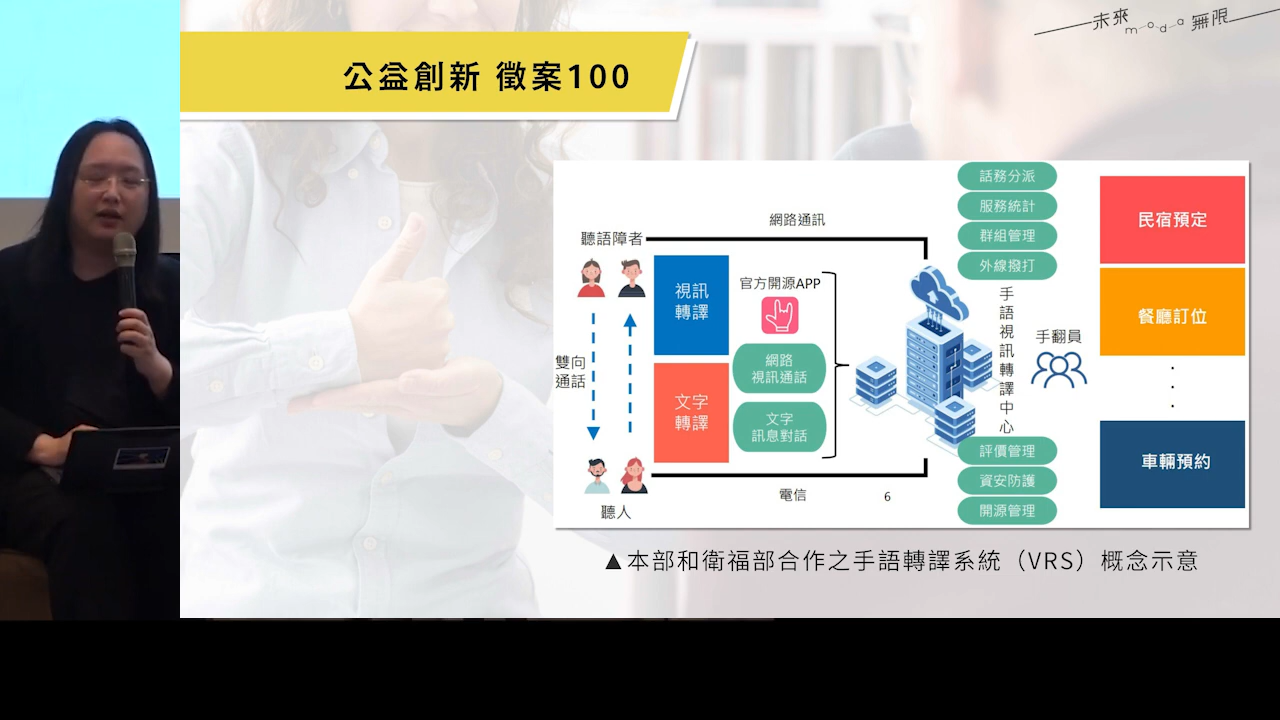 未來 moda 無限
公益創新 徵案100
網路通訊
聽語障者
視訊
轉譯
官方開源APP
網路
視訊通話
文字
轉譯
文字
訊息對話
雙向
通話
聽人
電信
6
話務分派
服務統計
群組管理
外線撥打
手語視訊轉譯中心
手翻員
評價管理
資安防護
開源管理
民宿預定
餐廳訂位
車輛預約
▲本部和衛福部合作之手語轉譯系統（VRS）概念示意